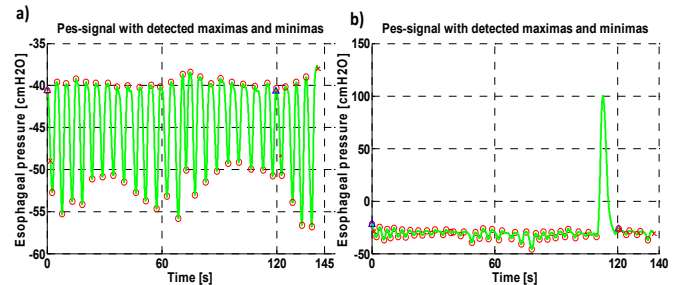 a)
Pes-signal with detected maximas and minimas
Esophageal pressure [cmH2O]
-35
-40
-45
-50
-55
-60
0 60 120 145
Time [s]
b)
Pes-signal with detected maximas and minimas
Esophageal pressure [cmH2O]
150
100
50
0
-50
0 60 120 140
Time [s]